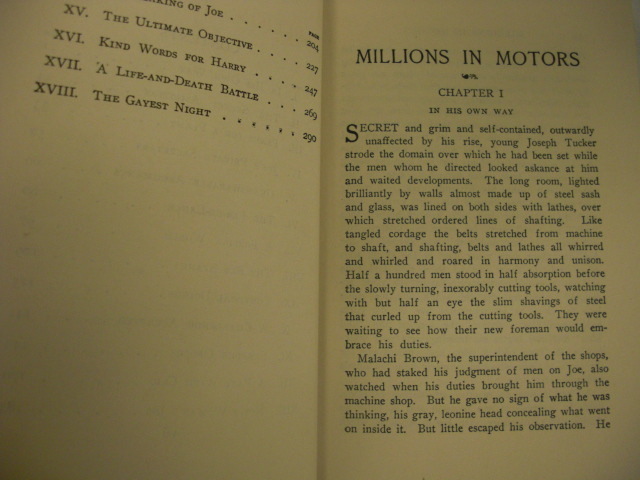 KING OF JOE . . . . . .
PAGE
XV. THE ULTIMATE OBJECTIVE . . . . 204
XVI. KIND WORDS FOR HARRY . . . . 227
XVII. A LIFE-AND-DEATH BATTLE . . . 247
XVIII. THE GAYEST NIGHT . . . . . . 269
290
MILLIONS IN MOTORS
CHAPTER I
IN HIS OWN WAY
SECRET and grim and self-contained, outwardly
unaffected by his rise, young Joseph Tucker
strode the domain over which he had been set while
the men whom he directed looked askance at him
and waited developments. The long room, lighted
brilliantly by walls almost made up of steel sash
and glass, was lined on both sides with lathes, over
which stretched ordered lines of shafting. Like
tangled cordage the belts stretched from machine
to shaft, and shafting, belts and lathes all whirred
and whirled and roared in harmony and unison.
Half a hundred men stood in half absorption before
the slowly turning, inexorably cutting tools, watching
with but half an eye the slim shavings of steel
that curled up from the cutting tools. They were
waiting to see how their new foreman would em-
brace his duties.
Malachi Brown, the superintendent of the shops,
who had staked his judgment of men on Joe, also
watched when his duties brought him through the
machine shop. But he gave no sign of what he was
thinking, his gray, leonine head concealing what went
on inside it. But little escaped his observation. He